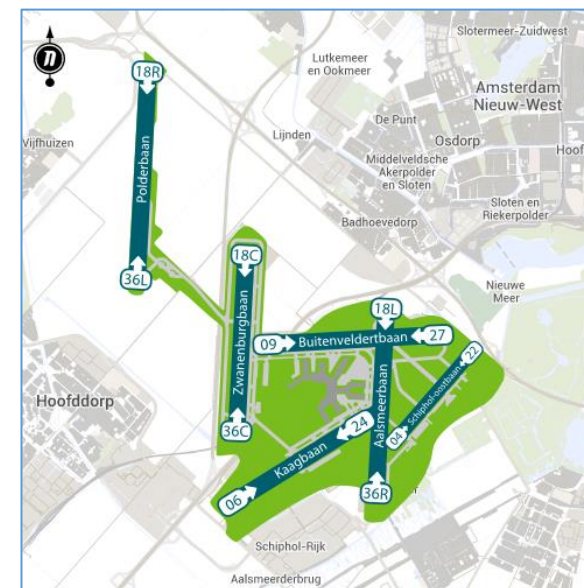 Slotermeer-Zuidwest
Lutkemeer
en Ookmeer
Amsterdam
Nieuw-West
De Punt
Osdorp
Hoof
Lijnden
Middelveldsche
Akerpolder
en Sloten
Sloten en
Riekerpolder
Badhoevedorp
Vijfhuizen
Nieuwe
Meer
Hoofddorp
Schiphol-Rijk
Aalsmeerderbrug
n
18R
Polderbaan
36L
18C
Zwanenburgbaan
36C
09
Buitenveldertbaan
27
18L
Aalsmeerbaan
36R
22
Schiphol-oostbaan
04
24
Kaagbaan
06